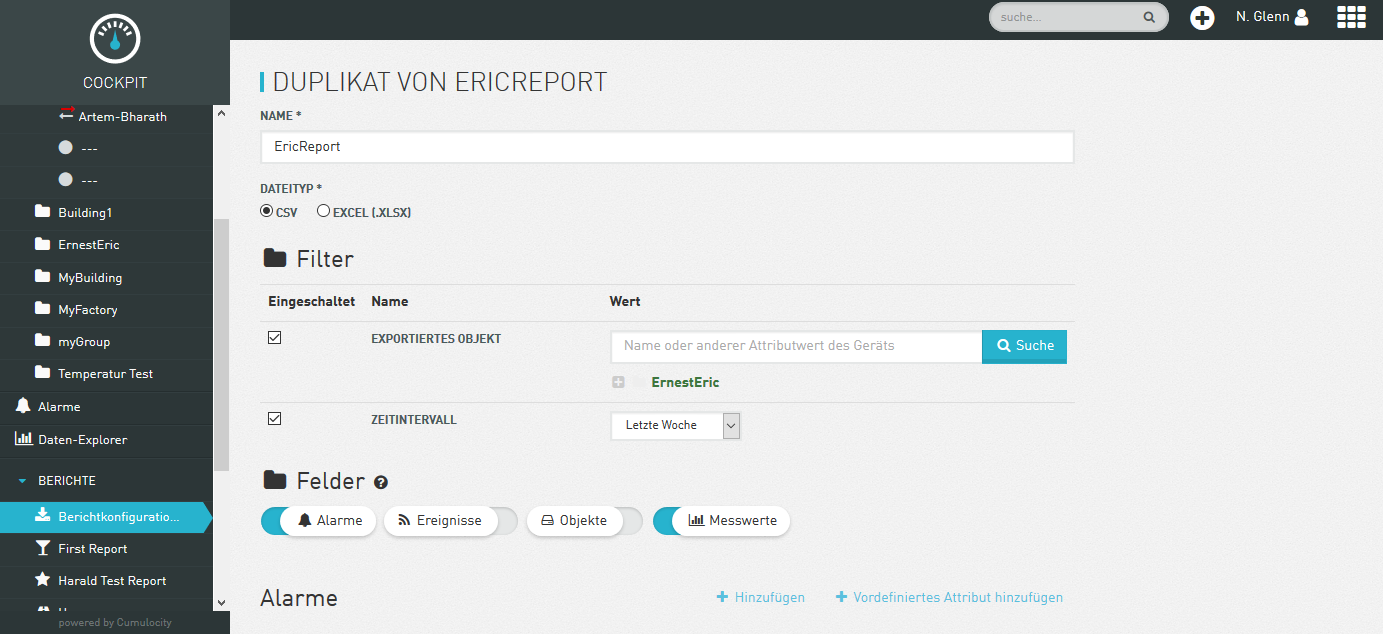 suche...
N. Glenn
COCKPIT
Artem-Bharath
---
---
Building1
ErnestEric
MyBuilding
MyFactory
myGroup
Temperatur Test
Alarme
Daten-Explorer
BERICHTE
Berichtkonfiguratio...
First Report
Harald Test Report
powered by Cumulocity
DUPLIKAT VON ERICREPORT
NAME *
EricReport
DATEITYP *
CSV EXCEL (.XLSX)
Filter
Eingeschaltet Name Wert
EXPORTIERTES OBJEKT Name oder anderer Attributwert des Geräts Suche
ErnestEric
ZEITINTERVALL Letzte Woche
Felder ?
Alarme Ereignisse Objekte Messwerte
Alarme + Hinzufügen + Vordefiniertes Attribut hinzufügen